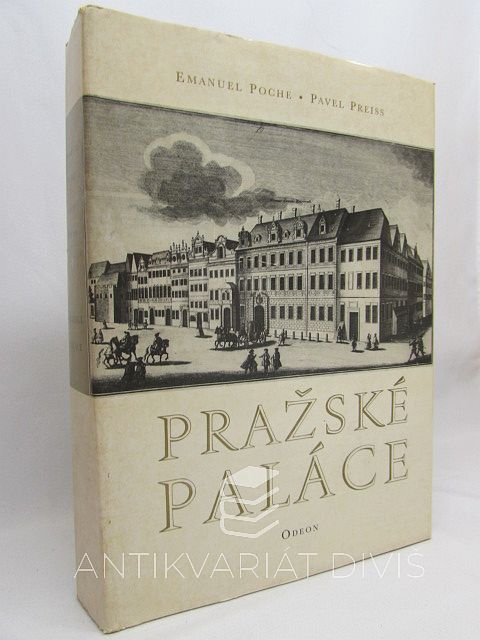 EMANUEL POCHE • PAVEL PREISS
PRAŽSKÉ
PALÁCE
ODEON
ANTIKVARIÁT DIVIŠ